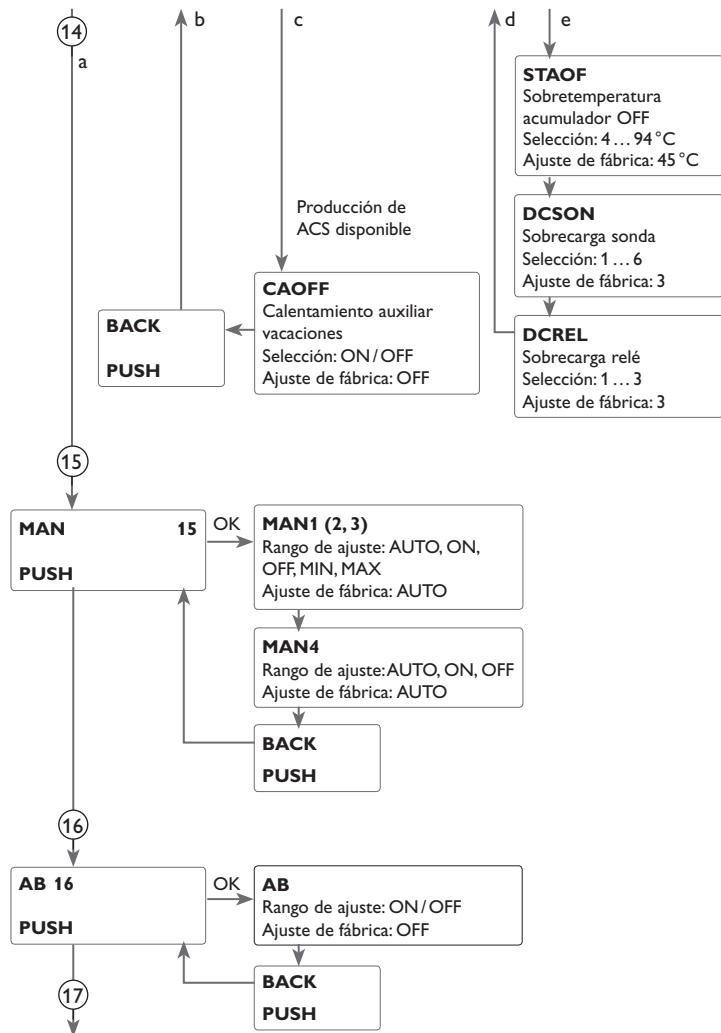 14
a
b
c
d
e
STAOF
Sobretemperatura
acumulador OFF
Selección: 4 … 94 °C
Ajuste de fábrica: 45 °C
DCSON
Sobrecarga sonda
Selección: 1 … 6
Ajuste de fábrica: 3
DCREL
Sobrecarga relé
Selección: 1 … 3
Ajuste de fábrica: 3
Producción de
ACS disponible
CAOFF
Calentamiento auxiliar
vacaciones
Selección: ON / OFF
Ajuste de fábrica: OFF
BACK
PUSH
15
MAN 15
PUSH
OK
MAN1 (2, 3)
Rango de ajuste: AUTO, ON,
OFF, MIN, MAX
Ajuste de fábrica: AUTO
MAN4
Rango de ajuste: AUTO, ON, OFF
Ajuste de fábrica: AUTO
BACK
PUSH
16
AB 16
PUSH
OK
AB
Rango de ajuste: ON / OFF
Ajuste de fábrica: OFF
BACK
PUSH
17